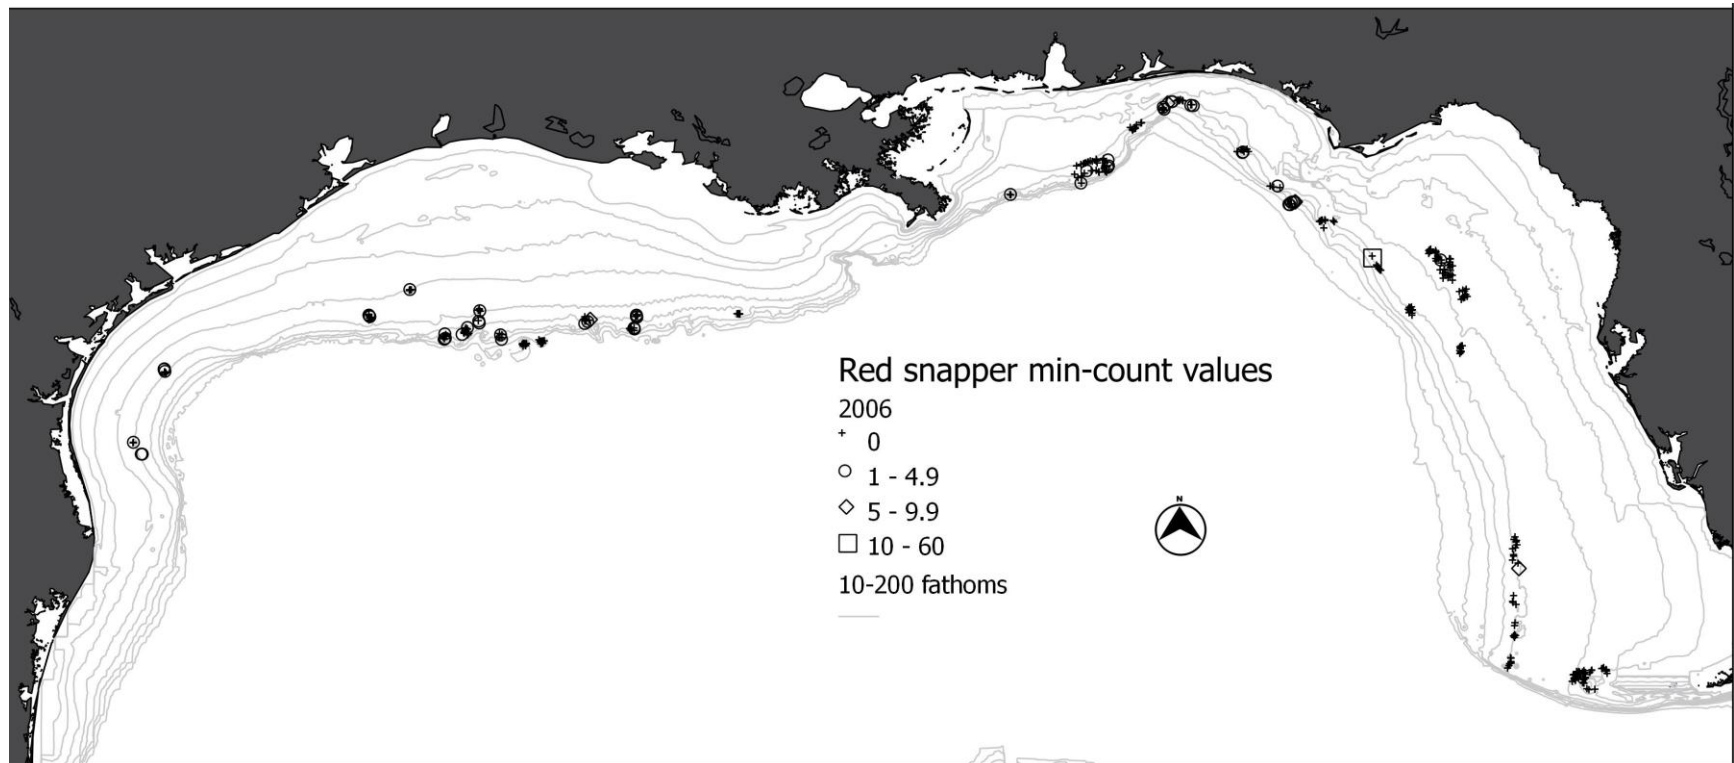 N
Red snapper min-count values
2006
0
1 - 4.9
5 - 9.9
10 - 60
10-200 fathoms